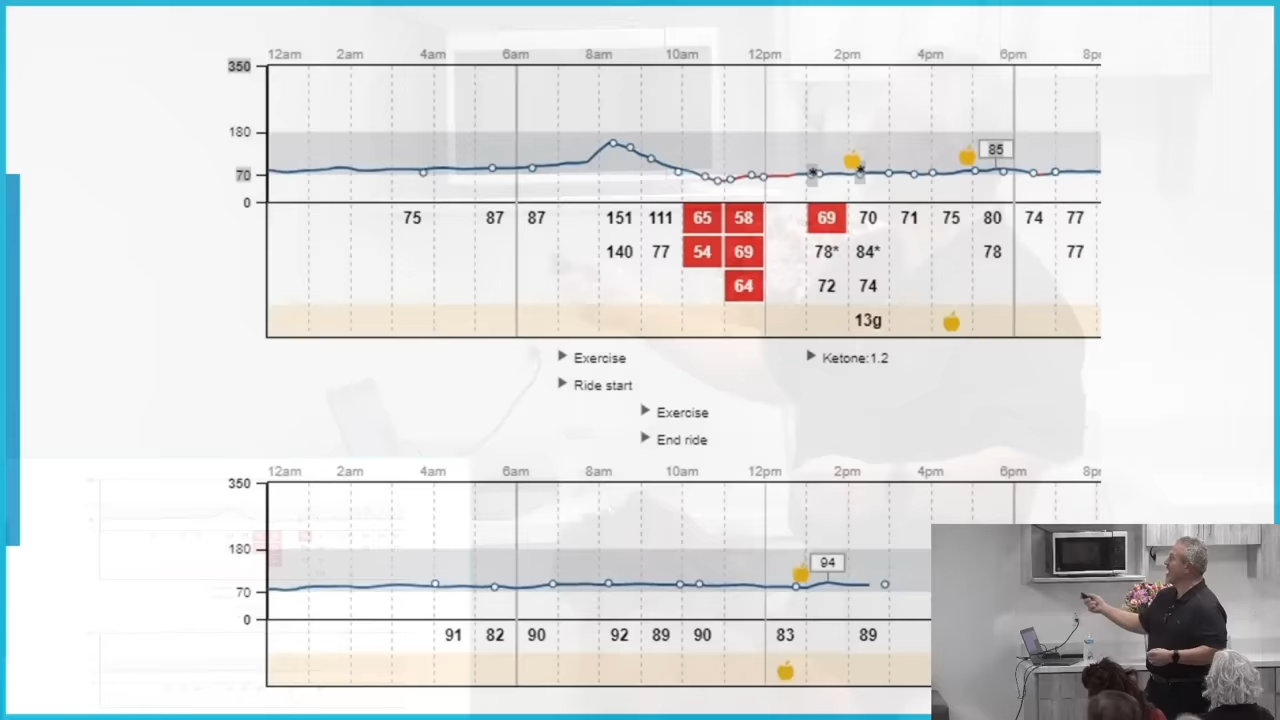 12am 2am 4am 6am 8am 10am 12pm 2pm 4pm 6pm 8p
350
180
85
70
0
75 87 87 151 111 65 58 69 70 71 75 80 74 77
140 77 54 69 78* 84* 78 77
64 72 74
13g
Exercise Ketone:1.2
Ride start
Exercise
End ride
12am 2am 4am 6am 8am 10am 12pm 2pm 4pm 6pm 8p
350
180
94
70
0
91 82 90 92 89 90 83 89